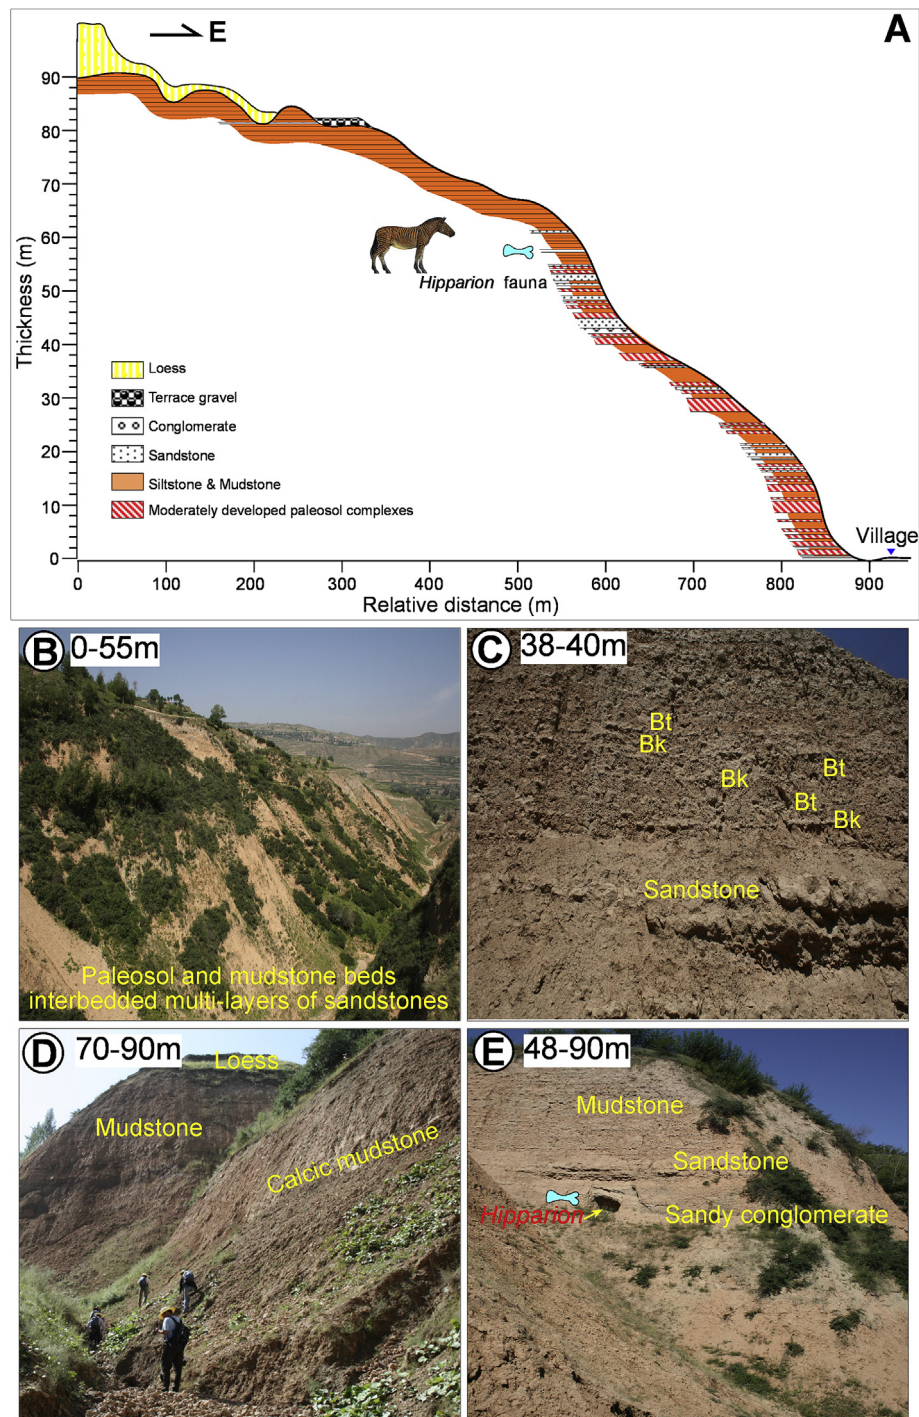 E
A
Thickness (m)
90
80
70
60
50
40
30
20
10
0
Hipparion fauna
Loess
Terrace gravel
Conglomerate
Sandstone
Siltstone & Mudstone
Moderately developed paleosol complexes
Village
0 100 200 300 400 500 600 700 800 900
Relative distance (m)
B 0-55m
Paleosol and mudstone beds
interbedded multi-layers of sandstones
C 38-40m
Bt
Bk
Bk
Bt
Bt
Bk
Sandstone
D 70-90m
Loess
Mudstone
Calcic mudstone
E 48-90m
Mudstone
Sandstone
Hipparion
Sandy conglomerate